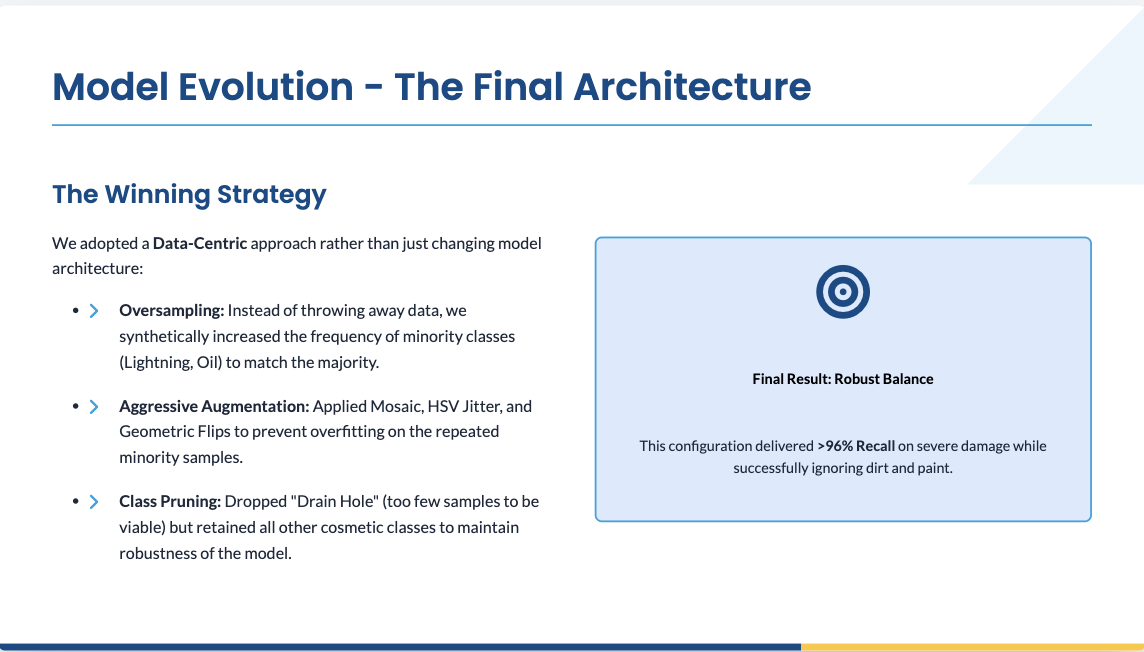 Model Evolution - The Final Architecture
The Winning Strategy
We adopted a Data-Centric approach rather than just changing model
architecture:
• Oversampling: Instead of throwing away data, we
synthetically increased the frequency of minority classes
(Lightning, Oil) to match the majority.
• Aggressive Augmentation: Applied Mosaic, HSV Jitter, and
Geometric Flips to prevent overfitting on the repeated
minority samples.
• Class Pruning: Dropped "Drain Hole" (too few samples to be
viable) but retained all other cosmetic classes to maintain
robustness of the model.
Final Result: Robust Balance
This configuration delivered >96% Recall on severe damage while
successfully ignoring dirt and paint.